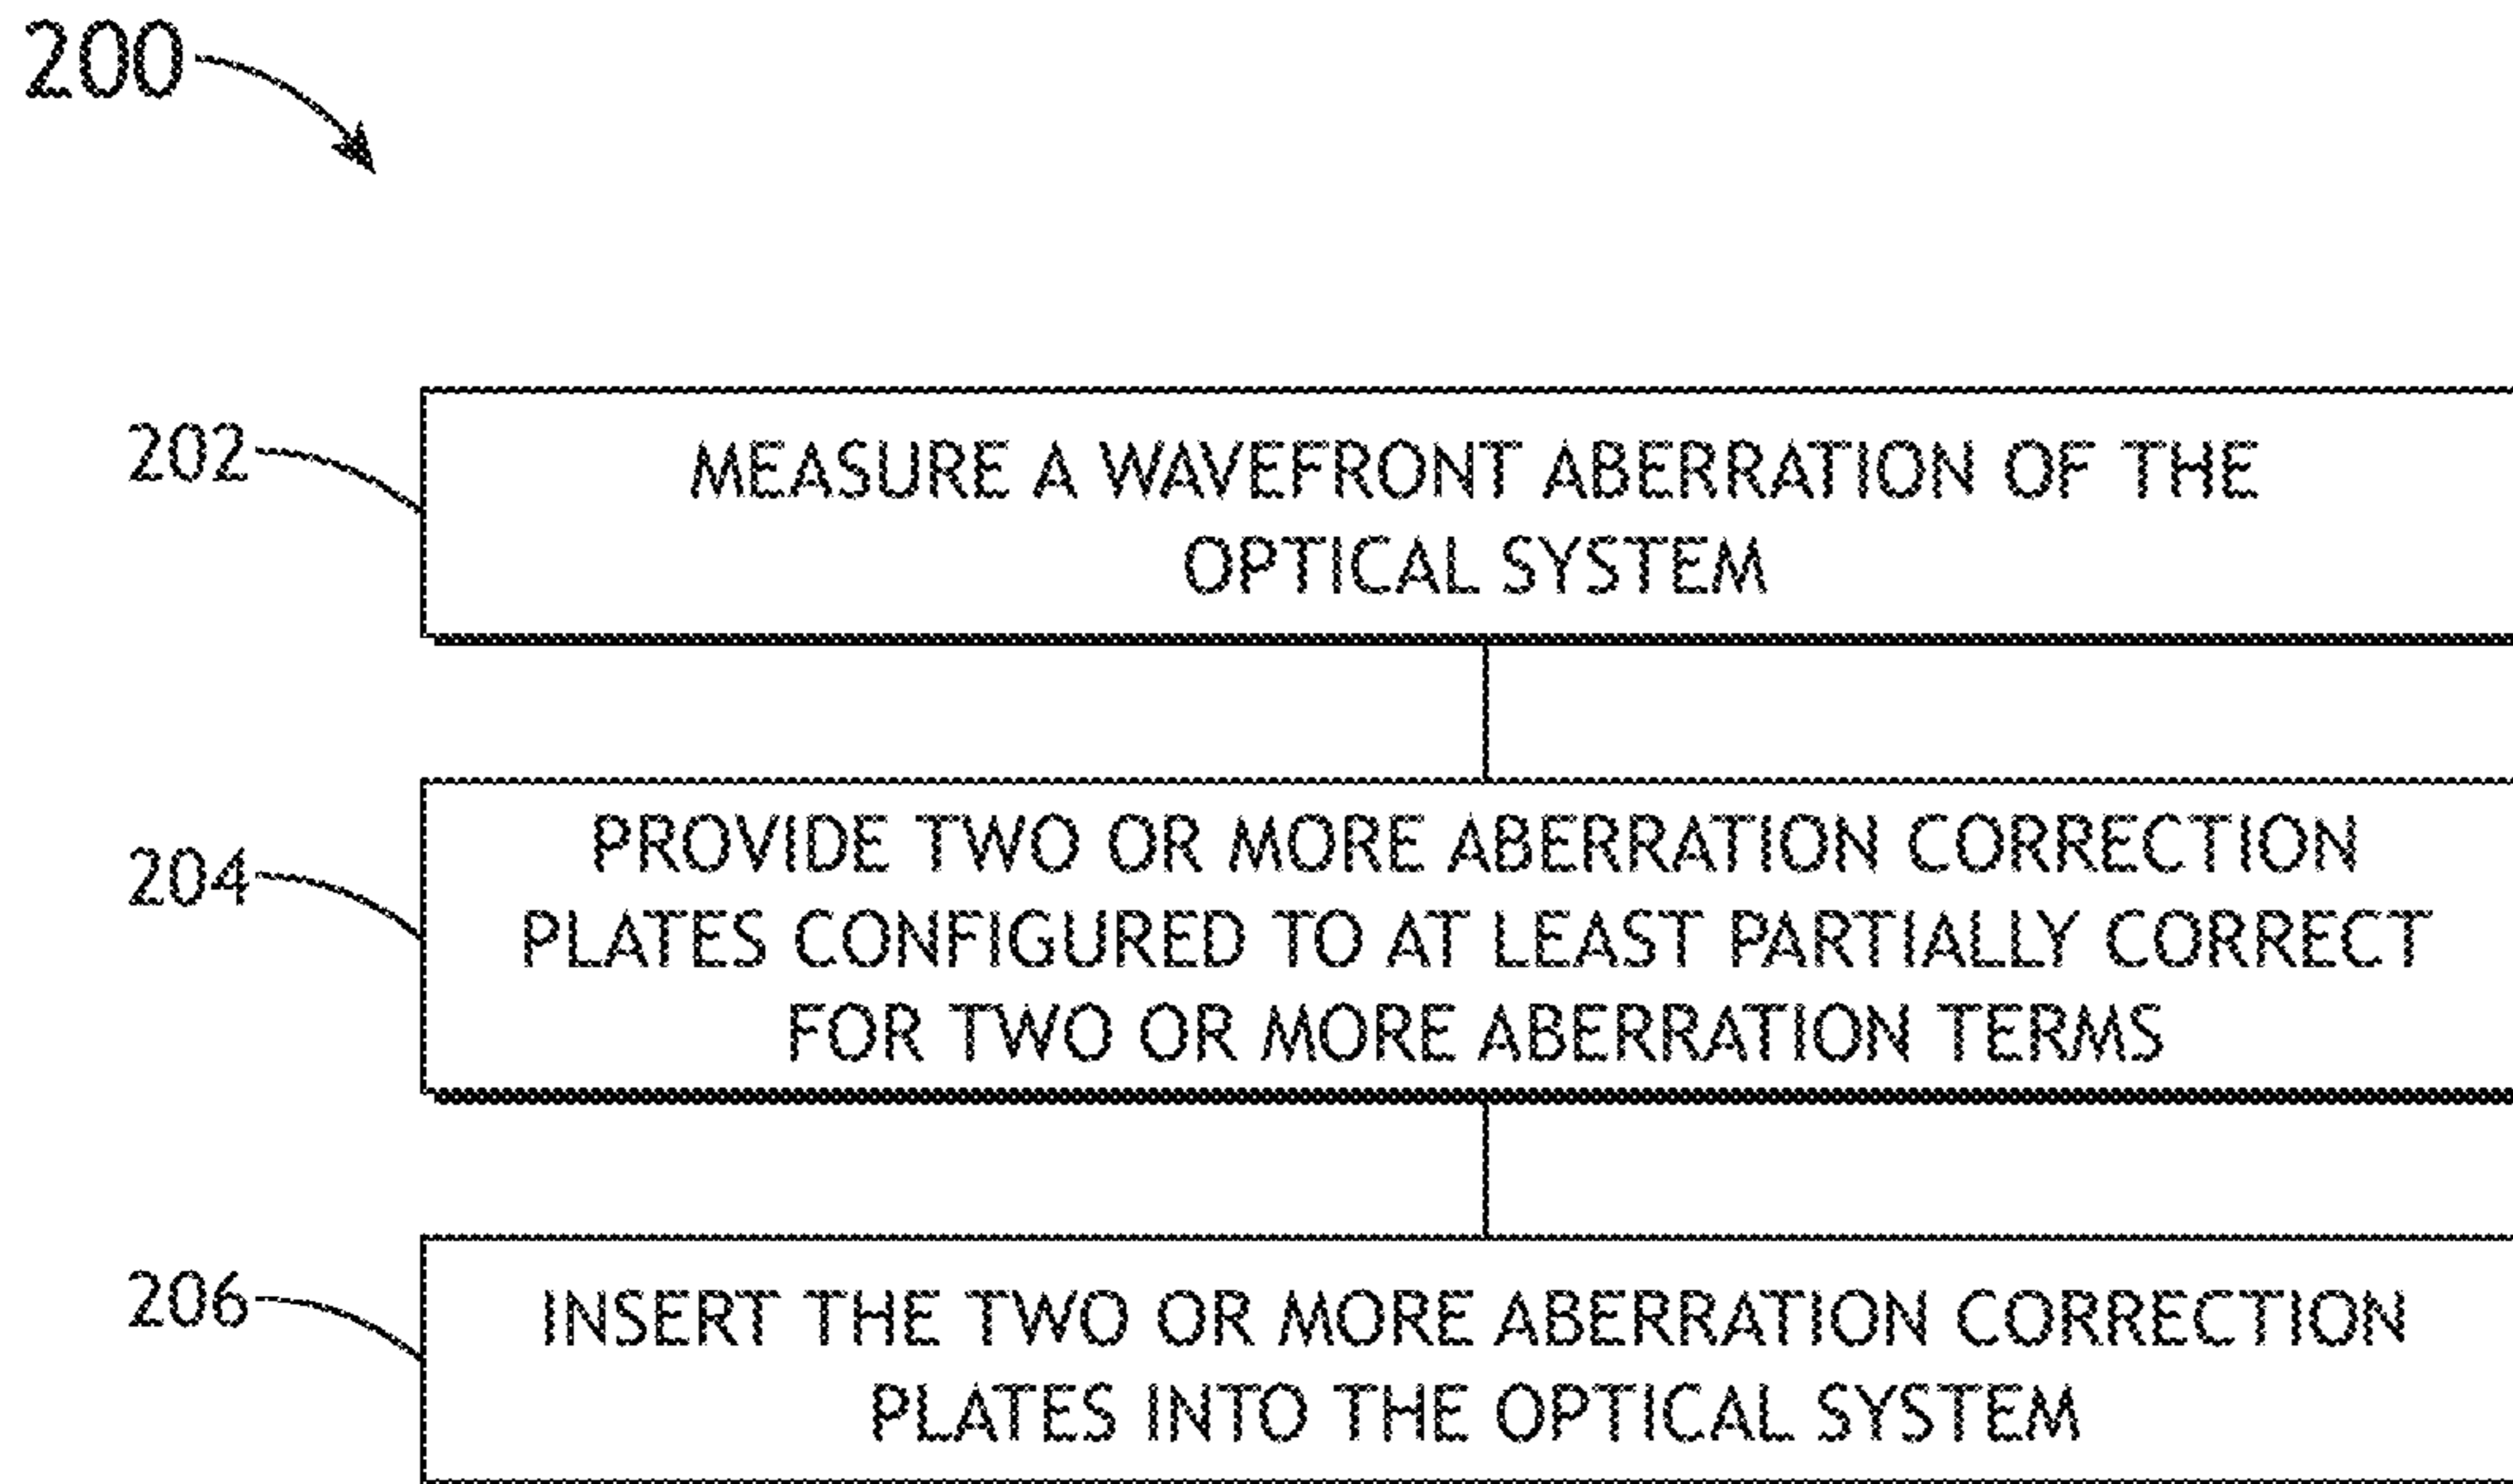 200
202
MEASURE A WAVEFRONT ABERRATION OF THE
OPTICAL SYSTEM
204
PROVIDE TWO OR MORE ABERRATION CORRECTION
PLATES CONFIGURED TO AT LEAST PARTIALLY CORRECT
FOR TWO OR MORE ABERRATION TERMS
206
INSERT THE TWO OR MORE ABERRATION CORRECTION
PLATES INTO THE OPTICAL SYSTEM